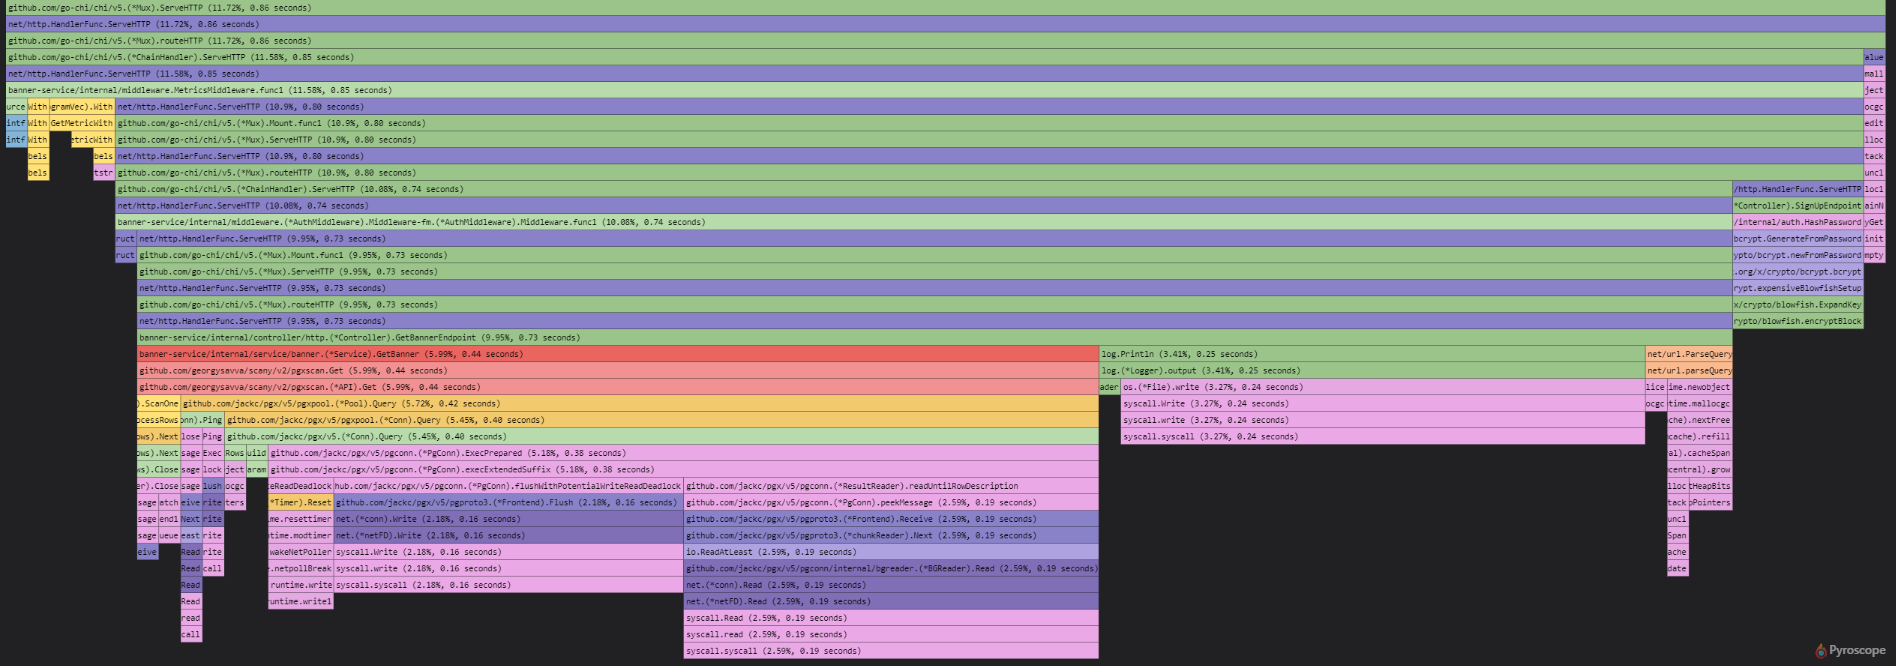 github.com/go-chi/chi/v5.(*Mux).ServeHTTP (11.72%, 0.86 seconds)
net/http.HandlerFunc.ServeHTTP (11.72%, 0.86 seconds)
github.com/go-chi/chi/v5.(*Mux).routeHTTP (11.72%, 0.86 seconds)
github.com/go-chi/chi/v5.(*ChainHandler).ServeHTTP (11.58%, 0.85 seconds) alue
net/http.HandlerFunc.ServeHTTP (11.58%, 0.85 seconds) mall
banner-service/internal/middleware.MetricsMiddleware.func1 (11.58%, 0.85 seconds) ject
urce With gramVec).With net/http.HandlerFunc.ServeHTTP (10.9%, 0.80 seconds) ocgc
intf With GetMetricWith github.com/go-chi/chi/v5.(*Mux).Mount.func1 (10.9%, 0.80 seconds) edit
intf With etricWith github.com/go-chi/chi/v5.(*Mux).ServeHTTP (10.9%, 0.80 seconds) lloc
bels bels net/http.HandlerFunc.ServeHTTP (10.9%, 0.80 seconds) tack
bels tstr github.com/go-chi/chi/v5.(*Mux).routeHTTP (10.9%, 0.80 seconds) unc1
github.com/go-chi/chi/v5.(*ChainHandler).ServeHTTP (10.08%, 0.74 seconds) /http.HandlerFunc.ServeHTTP loc1
net/http.HandlerFunc.ServeHTTP (10.08%, 0.74 seconds) *Controller).SignUpEndpoint ainN
banner-service/internal/middleware.(*AuthMiddleware).Middleware-fm.(*AuthMiddleware).Middleware.func1 (10.08%, 0.74 seconds) /internal/auth.HashPassword yGet
ruct net/http.HandlerFunc.ServeHTTP (9.95%, 0.73 seconds) bcrypt.GenerateFromPassword init
ruct github.com/go-chi/chi/v5.(*Mux).Mount.func1 (9.95%, 0.73 seconds) ypto/bcrypt.newFromPassword mpty
github.com/go-chi/chi/v5.(*Mux).ServeHTTP (9.95%, 0.73 seconds) .org/x/crypto/bcrypt.bcrypt
net/http.HandlerFunc.ServeHTTP (9.95%, 0.73 seconds) rypt.expensiveBlowfishSetup
github.com/go-chi/chi/v5.(*Mux).routeHTTP (9.95%, 0.73 seconds) x/crypto/blowfish.ExpandKey
net/http.HandlerFunc.ServeHTTP (9.95%, 0.73 seconds) rypto/blowfish.encryptBlock
banner-service/internal/controller/http.(*Controller).GetBannerEndpoint (9.95%, 0.73 seconds)
banner-service/internal/service/banner.(*Service).GetBanner (5.99%, 0.44 seconds) log.Println (3.41%, 0.25 seconds) net/url.ParseQuery
github.com/georgysavva/scany/v2/pgxscan.Get (5.99%, 0.44 seconds) log.(*Logger).output (3.41%, 0.25 seconds) net/url.parseQuery
github.com/georgysavva/scany/v2/pgxscan.(*API).Get (5.99%, 0.44 seconds) ader os.(*File).write (3.27%, 0.24 seconds) lice ime.newobject
).ScanOne github.com/jackc/pgx/v5/pgxpool.(*Pool).Query (5.72%, 0.42 seconds) syscall.Write (3.27%, 0.24 seconds) ocgc time.mallocgc
ocessRows onn).Ping github.com/jackc/pgx/v5/pgxpool.(*Conn).Query (5.45%, 0.40 seconds) syscall.write (3.27%, 0.24 seconds) che).nextFree
ows).Next lose Ping github.com/jackc/pgx/v5.(*Conn).Query (5.45%, 0.40 seconds) syscall.syscall (3.27%, 0.24 seconds) cache).refill
ws).Next sage Exec Rows uild github.com/jackc/pgx/v5/pgconn.(*PgConn).ExecPrepared (5.18%, 0.38 seconds) al).cacheSpan
ws).Close sage lock ject aram github.com/jackc/pgx/v5/pgconn.(*PgConn).execExtendedSuffix (5.18%, 0.38 seconds) central).grow
er).Close sage lush ocgc eReadDeadlock hub.com/jackc/pgx/v5/pgconn.(*PgConn).flushWithPotentialWriteReadDeadlock github.com/jackc/pgx/v5/pgconn.(*ResultReader).readUntilRowDescription lloc tHeapBits
sage atch eive rite ters *Timer).Reset github.com/jackc/pgx/v5/pgproto3.(*Frontend).Flush (2.18%, 0.16 seconds) github.com/jackc/pgx/v5/pgconn.(*PgConn).peekMessage (2.59%, 0.19 seconds) tack pPointers
sage endl Next rite me.resettimer net.(*conn).Write (2.18%, 0.16 seconds) github.com/jackc/pgx/v5/pgproto3.(*Frontend).Receive (2.59%, 0.19 seconds) unc1
sage ueue east rite time.modtimer net.(*netFD).Write (2.18%, 0.16 seconds) github.com/jackc/pgx/v5/pgproto3.(*chunkReader).Next (2.59%, 0.19 seconds) Span
eive Read rite wakeNetPoller syscall.Write (2.18%, 0.16 seconds) io.ReadAtLeast (2.59%, 0.19 seconds) ache
Read call .netpollBreak syscall.write (2.18%, 0.16 seconds) github.com/jackc/pgx/v5/pgconn/internal/bgreader.(*BGReader).Read (2.59%, 0.19 seconds) date
Read runtime.write syscall.syscall (2.18%, 0.16 seconds) net.(*conn).Read (2.59%, 0.19 seconds)
Read untime.write1 net.(*netFD).Read (2.59%, 0.19 seconds)
read syscall.Read (2.59%, 0.19 seconds)
call syscall.read (2.59%, 0.19 seconds)
syscall.syscall (2.59%, 0.19 seconds)
Pyroscope